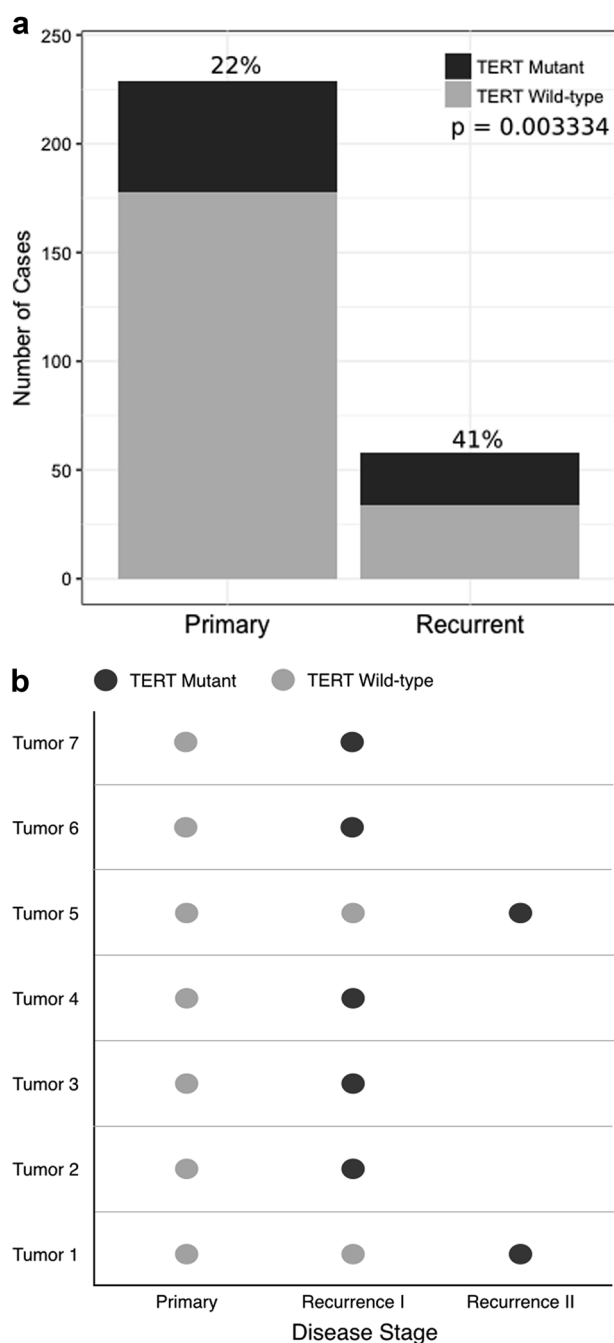 a
250
200
150
100
50
0
Number of Cases
22%
41%
TERT Mutant
TERT Wild-type
p = 0.003334
Primary
Recurrent
b
TERT Mutant
TERT Wild-type
Tumor 7
Tumor 6
Tumor 5
Tumor 4
Tumor 3
Tumor 2
Tumor 1
Primary
Recurrence I
Recurrence II
Disease Stage